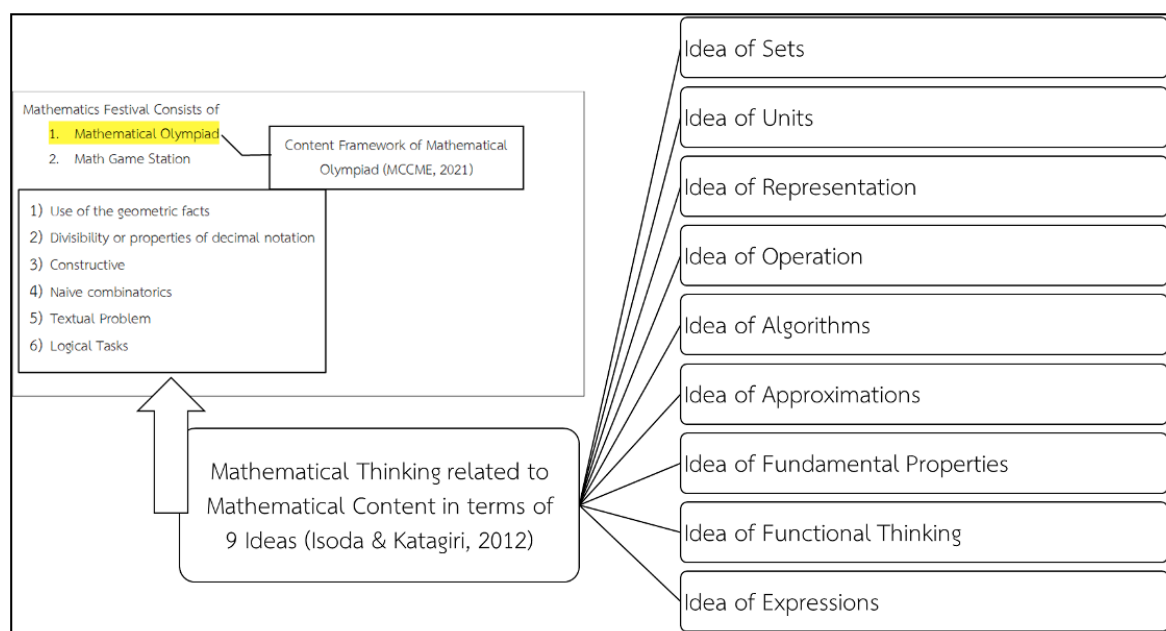 Mathematics Festival Consists of
1. Mathematical Olympiad
2. Math Game Station
Content Framework of Mathematical
Olympiad (MCCME, 2021)
1) Use of the geometric facts
2) Divisibility or properties of decimal notation
3) Constructive
4) Naive combinatorics
5) Textual Problem
6) Logical Tasks
Mathematical Thinking related to
Mathematical Content in terms of
9 Ideas (Isoda & Katagiri, 2012)
Idea of Sets
Idea of Units
Idea of Representation
Idea of Operation
Idea of Algorithms
Idea of Approximations
Idea of Fundamental Properties
Idea of Functional Thinking
Idea of Expressions